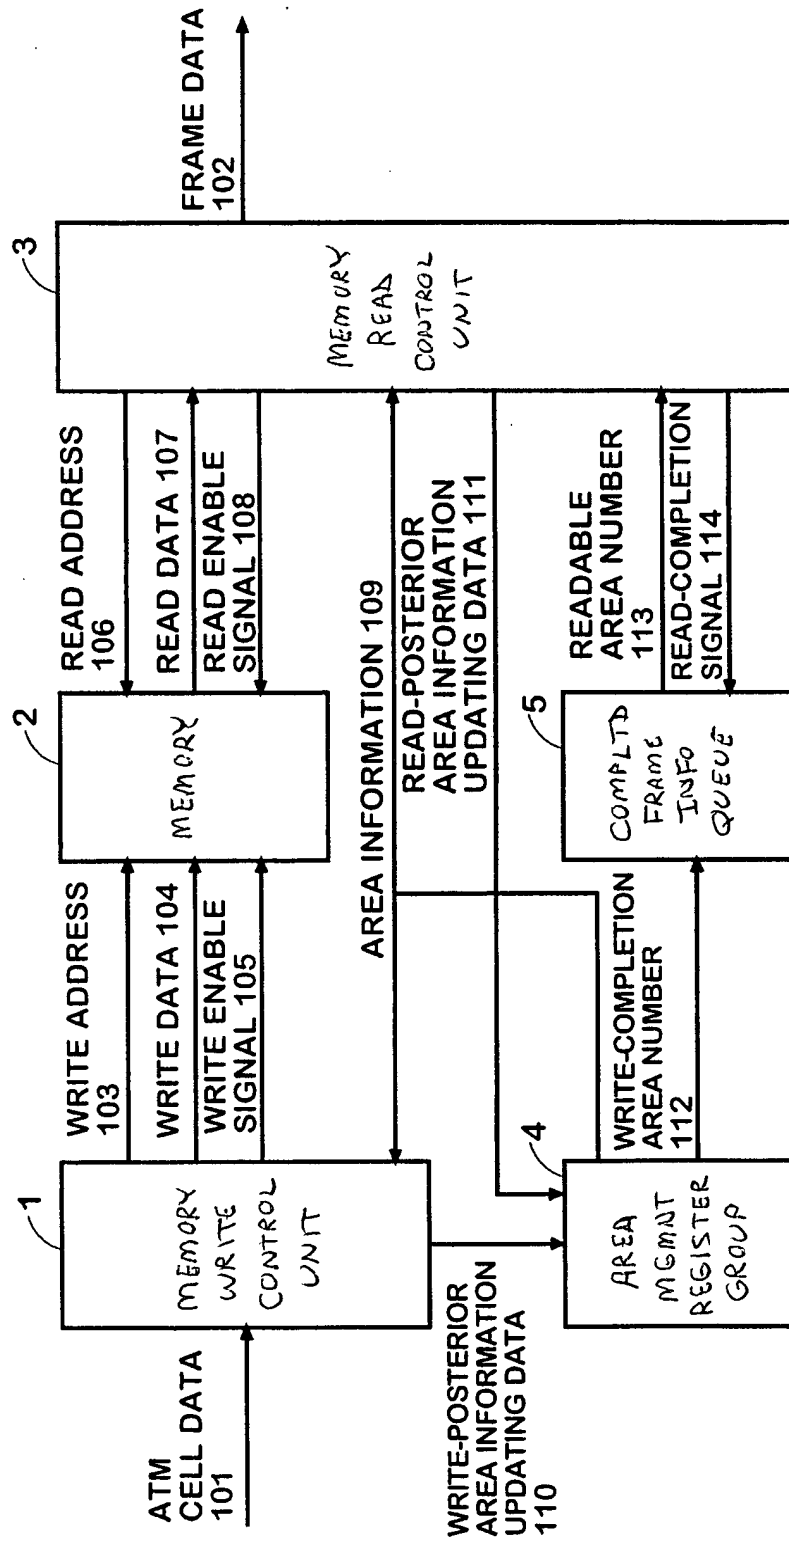 ATM
CELL DATA
101
1
MEMORY
WRITE
CONTROL
UNIT
WRITE ADDRESS
103
WRITE DATA 104
WRITE ENABLE
SIGNAL 105
2
MEMORY
READ ADDRESS
106
READ DATA 107
READ ENABLE
SIGNAL 108
3
MEMORY
READ
CONTROL
UNIT
FRAME DATA
102
AREA INFORMATION 109
READ-POSTERIOR
AREA INFORMATION
UPDATING DATA 111
WRITE-POSTERIOR
AREA INFORMATION
UPDATING DATA
110
4
AREA
MGMNT
REGISTER
GROUP
WRITE-COMPLETION
AREA NUMBER
112
5
COMPLTD
FRAME
INFO
QUEUE
READABLE
AREA NUMBER
113
READ-COMPLETION
SIGNAL 114